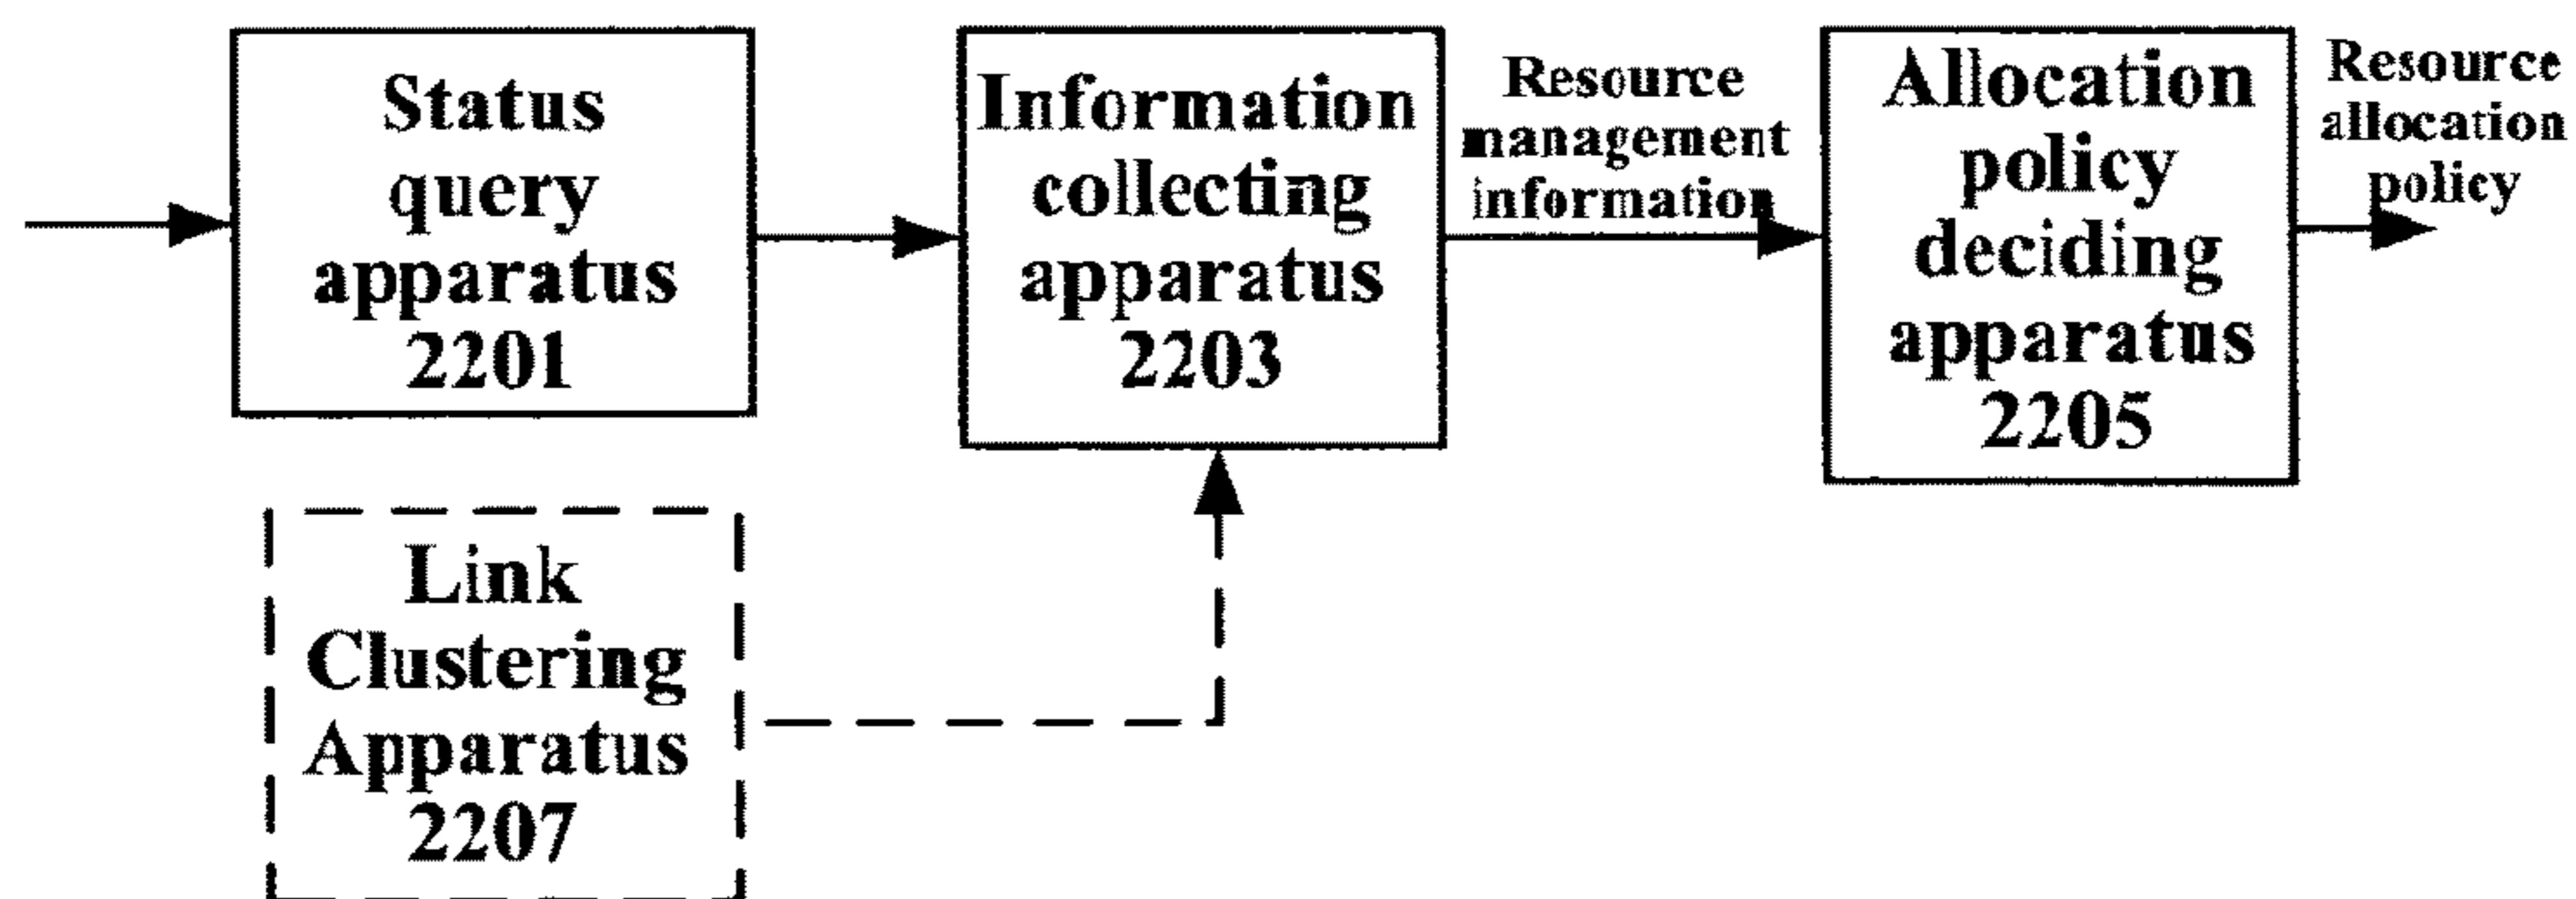 Status
query
apparatus
2201
Information
collecting
apparatus
2203
Resource
management
information
Allocation
policy
deciding
apparatus
2205
Resource
allocation
policy
Link
Clustering
Apparatus
2207